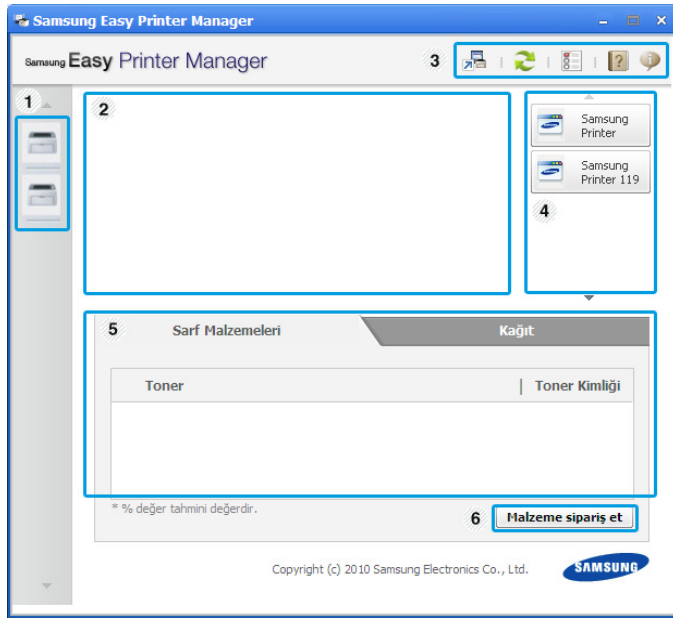 Samsung Easy Printer Manager
Samsung Easy Printer Manager
3
1
2
Samsung
Printer
Samsung
Printer 119
4
5 Sarf Malzemeleri Kağıt
Toner | Toner Kimliği
* % değer tahmini değerdir.
6 Malzeme sipariş et
Copyright (c) 2010 Samsung Electronics Co., Ltd. SAMSUNG